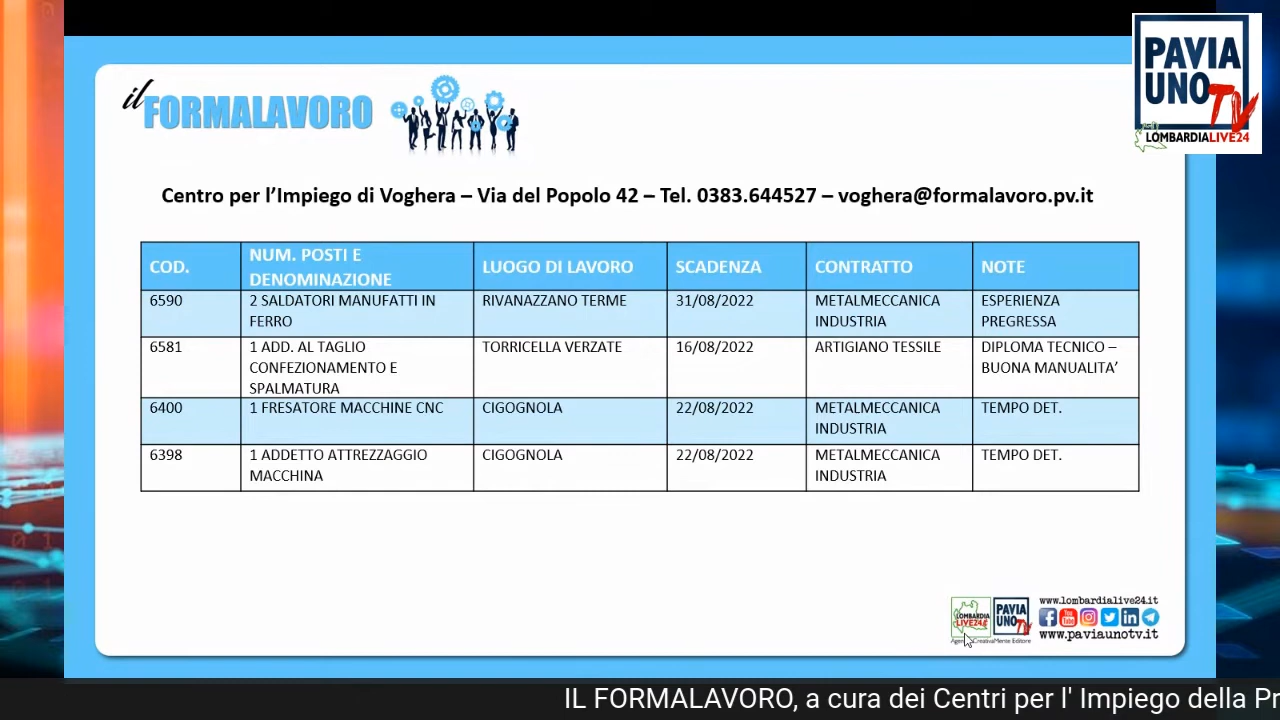 PAVIA
UNO TV
LOMBARDIALIVE24
il FORMALAVORO
Centro per l’Impiego di Voghera – Via del Popolo 42 – Tel. 0383.644527 – voghera@formalavoro.pv.it
COD.
NUM. POSTI E
DENOMINAZIONE
LUOGO DI LAVORO
SCADENZA
CONTRATTO
NOTE
6590
2 SALDATORI MANUFATTI IN
FERRO
RIVANAZZANO TERME
31/08/2022
METALMECCANICA
INDUSTRIA
ESPERIENZA
PREGRESSA
6581
1 ADD. AL TAGLIO
CONFEZIONAMENTO E
SPALMATURA
TORRICELLA VERZATE
16/08/2022
ARTIGIANO TESSILE
DIPLOMA TECNICO –
BUONA MANUALITA’
6400
1 FRESATORE MACCHINE CNC
CIGOGNOLA
22/08/2022
METALMECCANICA
INDUSTRIA
TEMPO DET.
6398
1 ADDETTO ATTREZZAGGIO
MACCHINA
CIGOGNOLA
22/08/2022
METALMECCANICA
INDUSTRIA
TEMPO DET.
LOMBARDIA
LIVE24
PAVIA
UNO TV
www.lombardialive24.it
www.paviaunotv.it
IL FORMALAVORO, a cura dei Centri per l' Impiego della Pr